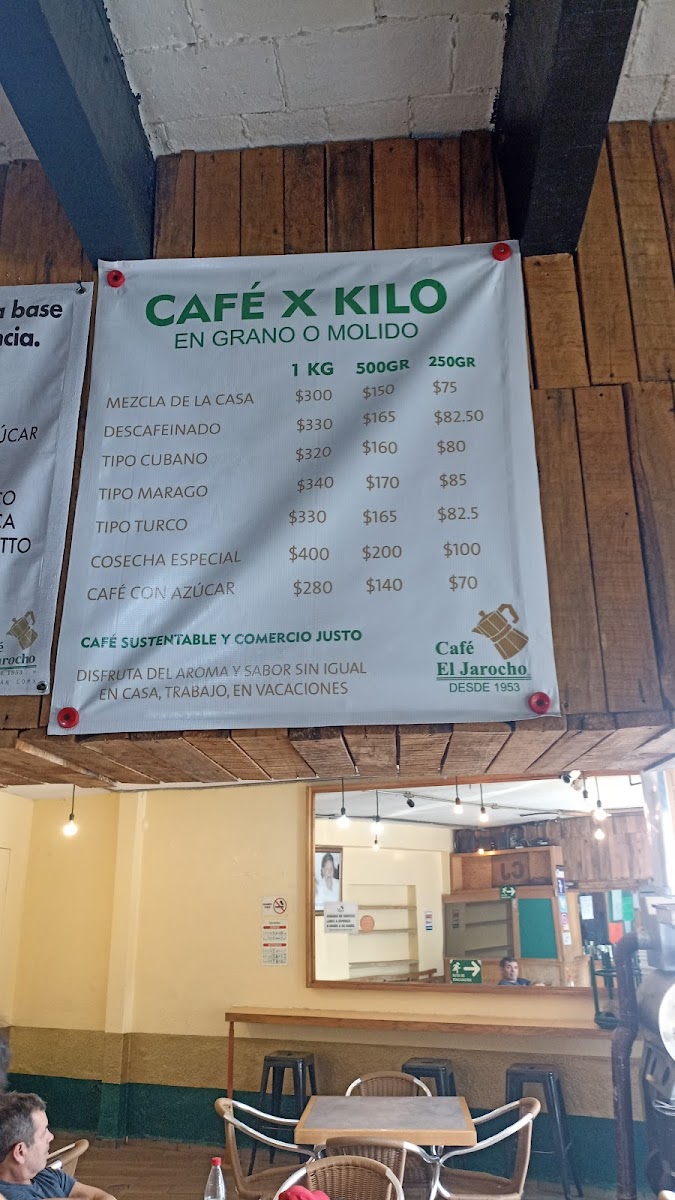 a base
cia.
ÚCAR
CO
CA
TTO
é
arocho
CAFÉ X KILO
EN GRANO O MOLIDO
1 KG 500GR 250GR
MEZCLA DE LA CASA $300 $150 $75
DESCAFEINADO $330 $165 $82.50
TIPO CUBANO $320 $160 $80
TIPO MARAGO $340 $170 $85
TIPO TURCO $330 $165 $82.5
COSECHA ESPECIAL $400 $200 $100
CAFÉ CON AZÚCAR $280 $140 $70
CAFÉ SUSTENTABLE Y COMERCIO JUSTO
DISFRUTA DEL AROMA Y SABOR SIN IGUAL
EN CASA, TRABAJO, EN VACACIONES
Café
El Jarocho
DESDE 1953